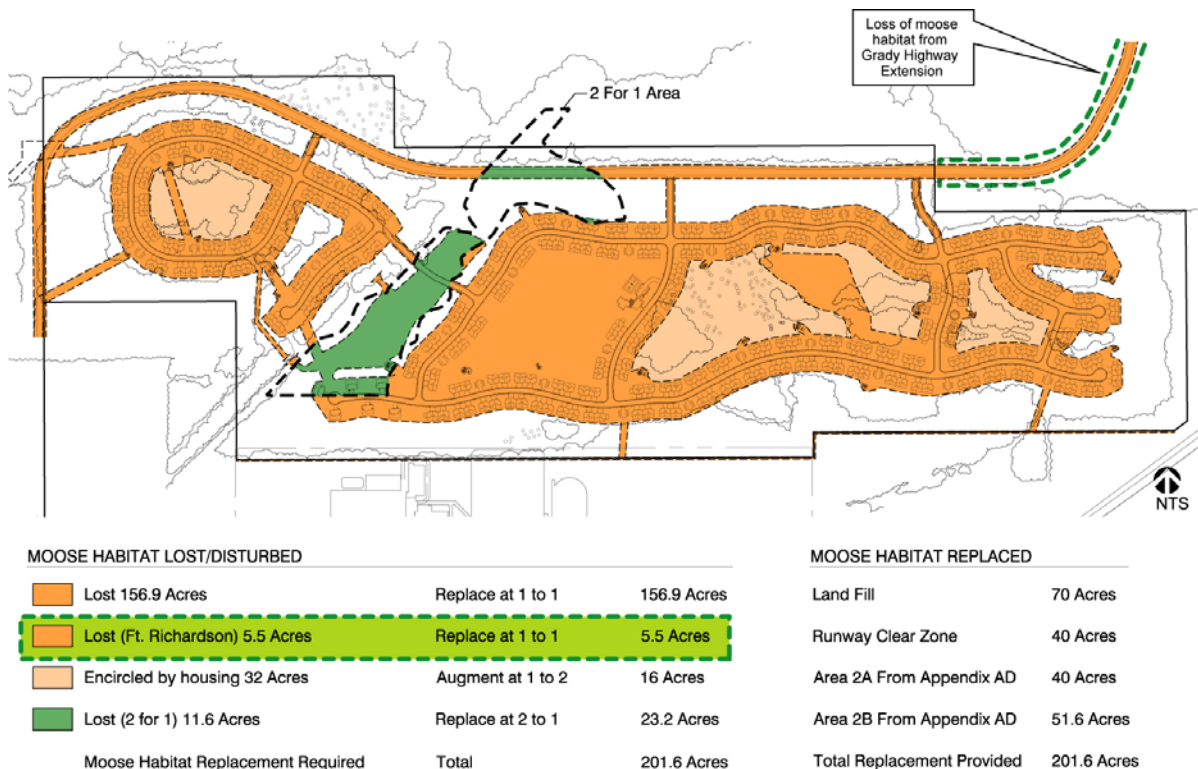 Loss of moose
habitat from
Grady Highway
Extension
2 For 1 Area
NTS
MOOSE HABITAT LOST/DISTURBED
Lost 156.9 Acres Replace at 1 to 1 156.9 Acres
Lost (Ft. Richardson) 5.5 Acres Replace at 1 to 1 5.5 Acres
Encircled by housing 32 Acres Augment at 1 to 2 16 Acres
Lost (2 for 1) 11.6 Acres Replace at 2 to 1 23.2 Acres
Moose Habitat Replacement Required Total 201.6 Acres
MOOSE HABITAT REPLACED
Land Fill 70 Acres
Runway Clear Zone 40 Acres
Area 2A From Appendix AD 40 Acres
Area 2B From Appendix AD 51.6 Acres
Total Replacement Provided 201.6 Acres